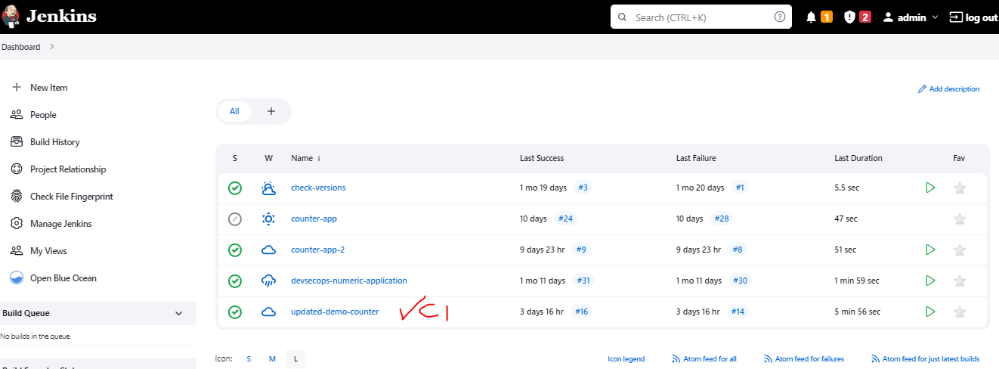 Jenkins
Search (CTRL+K) ? 1 2 admin log out
Dashboard >
New Item
People
Build History
Project Relationship
Check File Fingerprint
Manage Jenkins
My Views
Open Blue Ocean
Build Queue
No builds in the queue.
Add description
All +
S W Name ↓ Last Success Last Failure Last Duration Fav
check-versions 1 mo 19 days #3 1 mo 20 days #1 5.5 sec
counter-app 10 days #24 10 days #28 47 sec
counter-app-2 9 days 23 hr #9 9 days 23 hr #8 51 sec
devsecops-numeric-application 1 mo 11 days #31 1 mo 11 days #30 1 min 59 sec
updated-demo-counter ✓CI 3 days 16 hr #16 3 days 16 hr #14 5 min 56 sec
Icon: S M L Icon legend Atom feed for all Atom feed for failures Atom feed for just latest builds